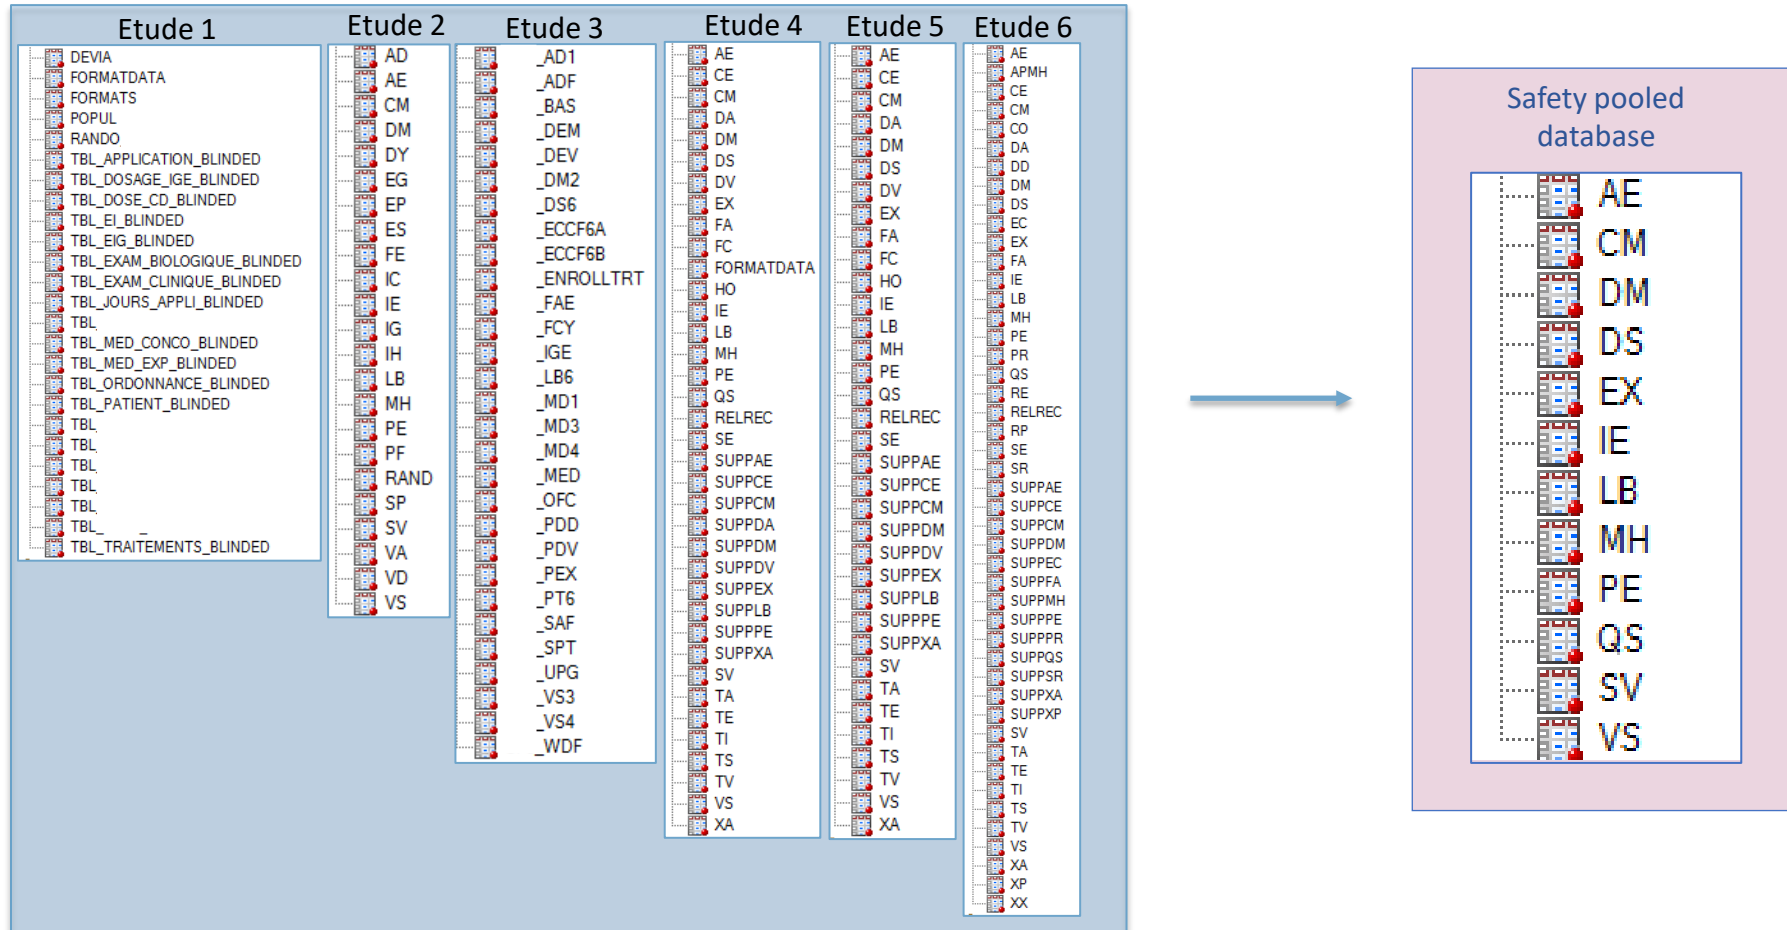 Etude 1
DEVIA
FORMATDATA
FORMATS
POPUL
RANDO
TBL_APPLICATION_BLINDED
TBL_DOSAGE_IGE_BLINDED
TBL_DOSE_CD_BLINDED
TBL_EI_BLINDED
TBL_EIG_BLINDED
TBL_EXAM_BIOLOGIQUE_BLINDED
TBL_EXAM_CLINIQUE_BLINDED
TBL_JOURS_APPLI_BLINDED
TBL_
TBL_MED_CONCO_BLINDED
TBL_MED_EXP_BLINDED
TBL_ORDONNANCE_BLINDED
TBL_PATIENT_BLINDED
TBL_
TBL_
TBL_
TBL_
TBL_
TBL_ _
TBL_TRAITEMENTS_BLINDED
Etude 2
AD
AE
CM
DM
DY
EG
EP
ES
FE
IC
IE
IG
IH
LB
MH
PE
PF
RAND
SP
SV
VA
VD
VS
Etude 3
_AD1
_ADF
_BAS
_DEM
_DEV
_DM2
_DS6
_ECCF6A
_ECCF6B
_ENROLLTRT
_FAE
_FCY
_IGE
_LB6
_MD1
_MD3
_MD4
_MED
_OFC
_PDD
_PDV
_PEX
_PT6
_SAF
_SPT
_UPG
_VS3
_VS4
_WDF
Etude 4
AE
CE
CM
DA
DM
DS
DV
EX
FA
FC
FORMATDATA
HO
IE
LB
MH
PE
QS
RELREC
SE
SUPPAE
SUPPCE
SUPPCM
SUPPDA
SUPPDM
SUPPDV
SUPPEX
SUPPLB
SUPPPE
SUPPXA
SV
TA
TE
TI
TS
TV
VS
XA
Etude 5
AE
CE
CM
DA
DM
DS
DV
EX
FA
FC
HO
IE
LB
MH
PE
QS
RELREC
SE
SUPPAE
SUPPCE
SUPPCM
SUPPDM
SUPPDV
SUPPEX
SUPPLB
SUPPPE
SUPPXA
SV
TA
TE
TI
TS
TV
VS
XA
Etude 6
AE
APMH
CE
CM
CO
DA
DD
DM
DS
EC
EX
FA
IE
LB
MH
PE
PR
QS
RE
RELREC
RP
SE
SR
SUPPAE
SUPPCE
SUPPCM
SUPPDM
SUPPEC
SUPPFA
SUPPMH
SUPPPE
SUPPPR
SUPPQS
SUPPSR
SUPPXA
SUPPXP
SV
TA
TE
TI
TS
TV
VS
XA
XP
XX
Safety pooled
database
AE
CM
DM
DS
EX
IE
LB
MH
PE
QS
SV
VS